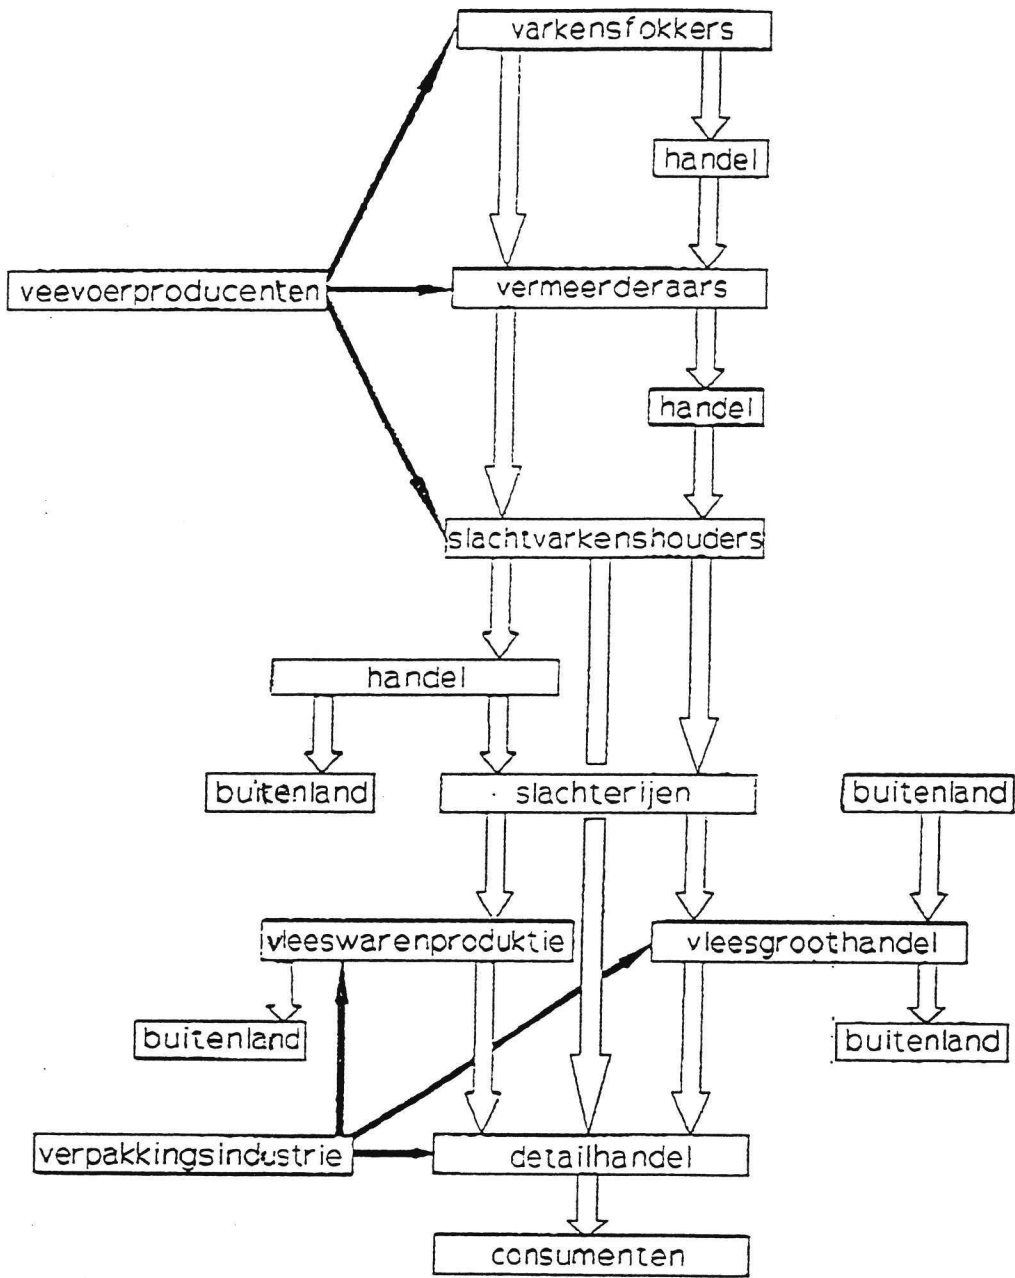 varkensfokkers
handel
veevoerproducenten
vermeerderaars
handel
slachtvarkenshouders
handel
buitenland
slachterijen
buitenland
vleeswarenproduktie
vleesgroothandel
buitenland
buitenland
verpakkingsindustrie
detailhandel
consumenten